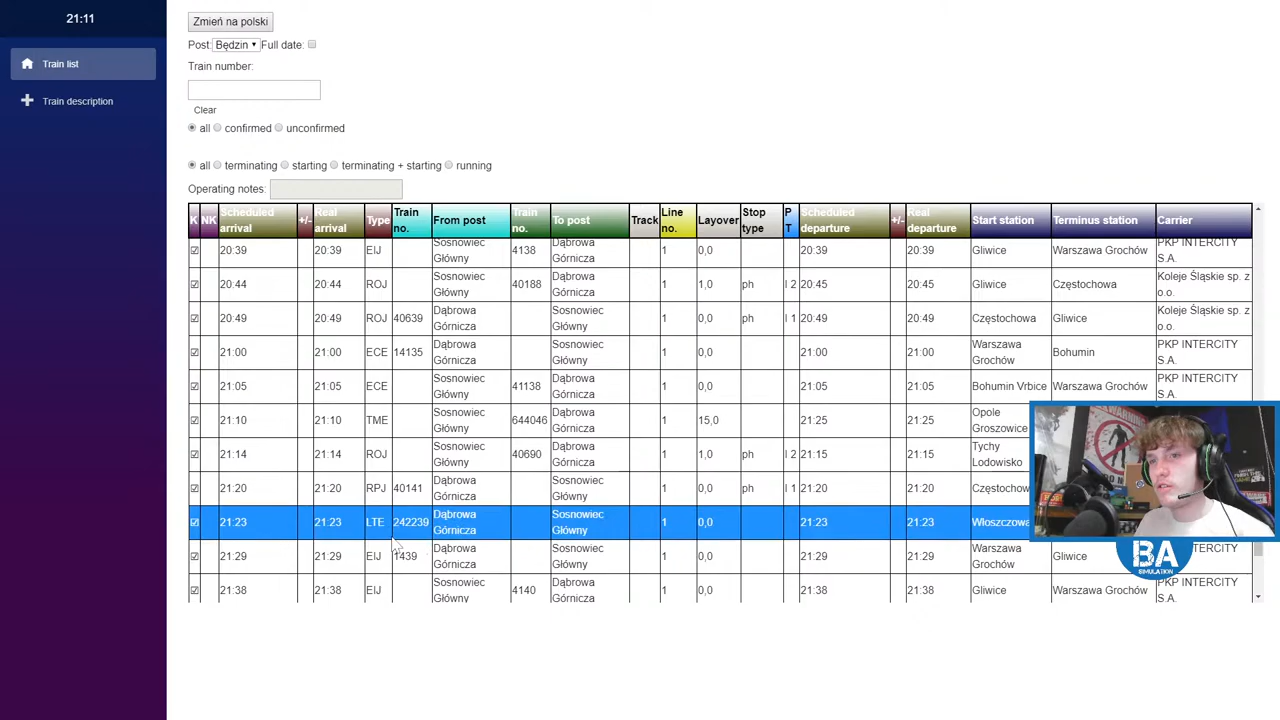 21:11
Train list
Train description
Zmień na polski
Post: Będzin Full date:
Train number:
Clear
all confirmed unconfirmed
all terminating starting terminating + starting running
Operating notes:
K NK Scheduled arrival +/- Real arrival Type Train no. From post Train no. To post Track Line no. Layover Stop type P T Scheduled departure +/- Real departure Start station Terminus station Carrier
20:39 20:39 EIJ Sosnowiec Główny 4138 Dąbrowa Górnicza 1 0,0 20:39 20:39 Gliwice Warszawa Grochów PKP INTERCITY S.A.
20:44 20:44 ROJ Sosnowiec Główny 40188 Dąbrowa Górnicza 1 1,0 ph I 2 20:45 20:45 Gliwice Częstochowa Koleje Śląskie sp. z o.o.
20:49 20:49 ROJ 40639 Dąbrowa Górnicza Sosnowiec Główny 1 0,0 ph I 1 20:49 20:49 Częstochowa Gliwice Koleje Śląskie sp. z o.o.
21:00 21:00 ECE 14135 Dąbrowa Górnicza Sosnowiec Główny 1 0,0 21:00 21:00 Warszawa Grochów Bohumin PKP INTERCITY S.A.
21:05 21:05 ECE Sosnowiec Główny 41138 Dąbrowa Górnicza 1 0,0 21:05 21:05 Bohumin Vrbice Warszawa Grochów PKP INTERCITY S.A.
21:10 21:10 TME Sosnowiec Główny 644046 Dąbrowa Górnicza 1 15,0 21:25 21:25 Opole Groszowice
21:14 21:14 ROJ Sosnowiec Główny 40690 Dąbrowa Górnicza 1 1,0 ph I 2 21:15 21:15 Tychy Lodowisko
21:20 21:20 RPJ 40141 Dąbrowa Górnicza Sosnowiec Główny 1 0,0 ph I 1 21:20 21:20 Częstochow
21:23 21:23 LTE 242239 Dąbrowa Górnicza Sosnowiec Główny 1 0,0 21:23 21:23 Włoszczowa
21:29 21:29 EIJ 1439 Dąbrowa Górnicza Sosnowiec Główny 1 0,0 21:29 21:29 Warszawa Grochów Gliwice INTERCITY S.A.
21:38 21:38 EIJ Sosnowiec Główny 4140 Dąbrowa Górnicza 1 0,0 21:38 21:38 Gliwice Warszawa Grochów PKP INTERCITY S.A.
BA
SIMULATION